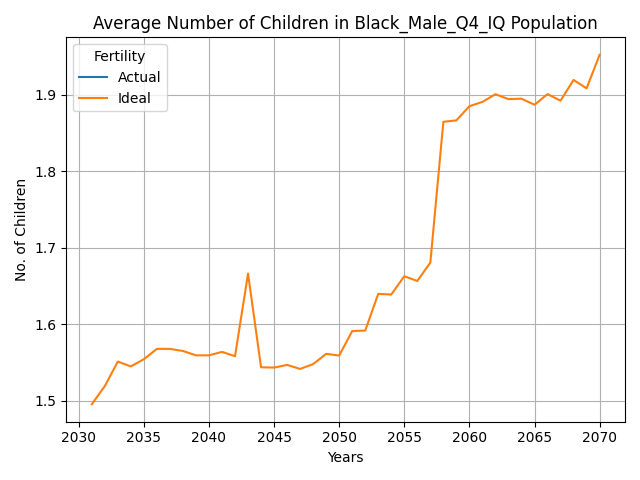 Average Number of Children in Black_Male_Q4_IQ Population
Fertility
Actual
Ideal
No. of Children
1.9
1.8
1.7
1.6
1.5
2030 2035 2040 2045 2050 2055 2060 2065 2070
Years